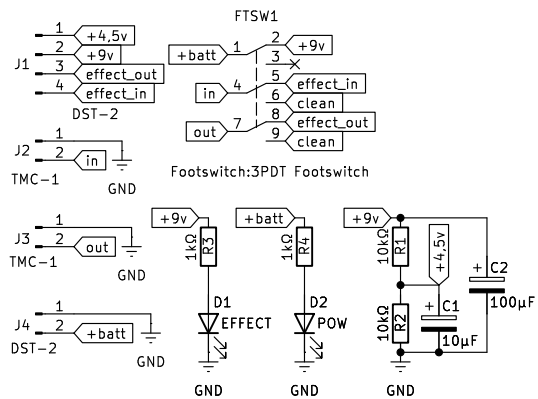 FTSW1
1 +4,5v
2 +9v
J1 3 effect_out
4 effect_in
DST-2
+batt 1 2 +9v
3
in 4 5 effect_in
6 clean
out 7 8 effect_out
9 clean
Footswitch:3PDT Footswitch
J2 1
2 in
TMC-1
GND
J3 1
2 out
TMC-1
GND
J4 1
2 +batt
DST-2
GND
+9v
1kΩ R3
D1
EFFECT
GND
+batt
1kΩ R4
D2
POW
GND
+9v
10kΩ R1
+4,5v
10kΩ R2
+ C1
10µF
+ C2
100µF
GND